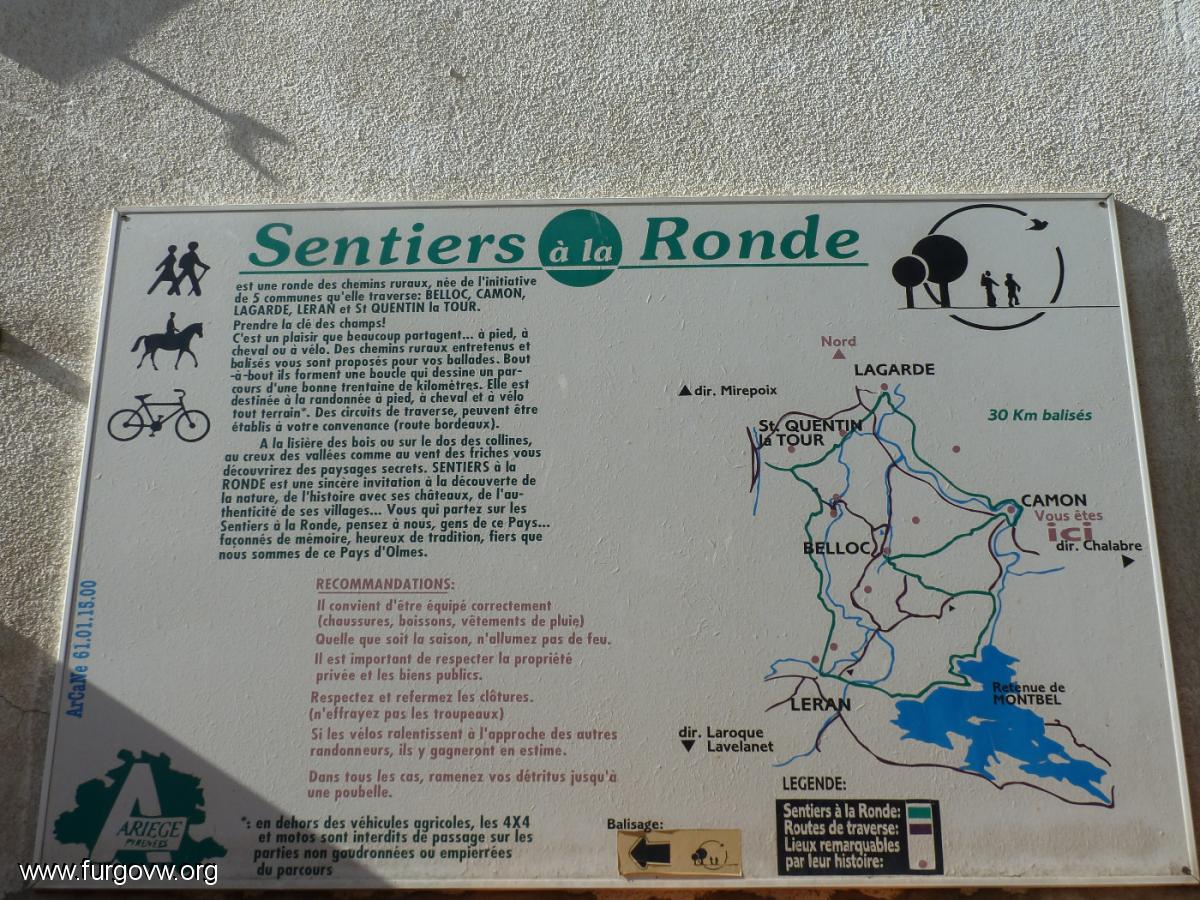 Sentiers à la Ronde
est une ronde des chemins ruraux, née de l'initiative
de 5 communes qu'elle traverse: BELLOC, CAMON,
LAGARDE, LERAN et St QUENTIN la TOUR.
Prendre la clé des champs!
C'est un plaisir que beaucoup partagent... à pied, à
cheval ou à vélo. Des chemins ruraux entretenus et
balisés vous sont proposés pour vos ballades. Bout
-à-bout ils forment une boucle qui dessine un par-
cours d'une bonne trentaine de kilomètres. Elle est
destinée à la randonnée à pied, à cheval et à vélo
tout terrain*. Des circuits de traverse, peuvent être
établis à votre convenance (route bordeaux).
A la lisière des bois ou sur le dos des collines,
au creux des vallées comme au vent des friches vous
découvrirez des paysages secrets. SENTIERS à la
RONDE est une sincère invitation à la découverte de
la nature, de l'histoire avec ses châteaux, de l'au-
thenticité de ses villages... Vous qui partez sur les
Sentiers à la Ronde, pensez à nous, gens de ce Pays...
façonnés de mémoire, heureux de tradition, fiers que
nous sommes de ce Pays d'Olmes.
RECOMMANDATIONS:
Il convient d'être équipé correctement
(chaussures, boissons, vêtements de pluie)
Quelle que soit la saison, n'allumez pas de feu.
Il est important de respecter la propriété
privée et les biens publics.
Respectez et refermez les clôtures.
(n'effrayez pas les troupeaux)
Si les vélos ralentissent à l'approche des autres
randonneurs, ils y gagneront en estime.
Dans tous les cas, ramenez vos détritus jusqu'à
une poubelle.
*: en dehors des véhicules agricoles, les 4X4
et motos sont interdits de passage sur les
parties non goudronnées ou empierrées
du parcours
ArCaNe 61.01.15.00
ARIEGE
PYRENEES
Nord
LAGARDE
dir. Mirepoix
30 Km balisés
St. QUENTIN
la TOUR
CAMON
Vous êtes
ici
dir. Chalabre
BELLOC
Retenue de
MONTBEL
LERAN
dir. Laroque
Lavelanet
LEGENDE:
Sentiers à la Ronde:
Routes de traverse:
Lieux remarquables
par leur histoire:
Balisage:
www.furgovw.org